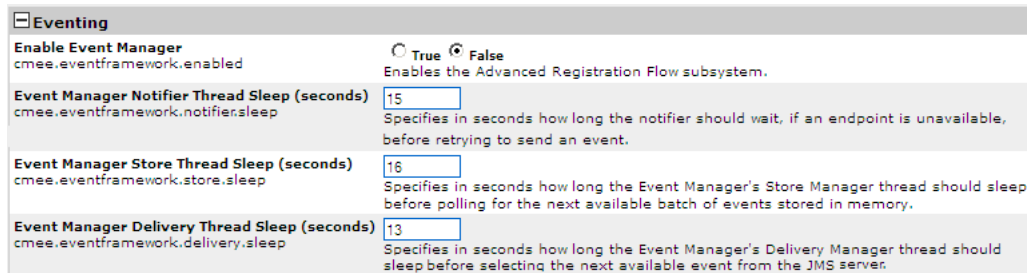 Eventing
Enable Event Manager
cmee.eventframework.enabled
True False
Enables the Advanced Registration Flow subsystem.
Event Manager Notifier Thread Sleep (seconds)
cmee.eventframework.notifier.sleep
15
Specifies in seconds how long the notifier should wait, if an endpoint is unavailable,
before retrying to send an event.
Event Manager Store Thread Sleep (seconds)
cmee.eventframework.store.sleep
16
Specifies in seconds how long the Event Manager's Store Manager thread should sleep
before polling for the next available batch of events stored in memory.
Event Manager Delivery Thread Sleep (seconds)
cmee.eventframework.delivery.sleep
13
Specifies in seconds how long the Event Manager's Delivery Manager thread should
sleep before selecting the next available event from the JMS server.